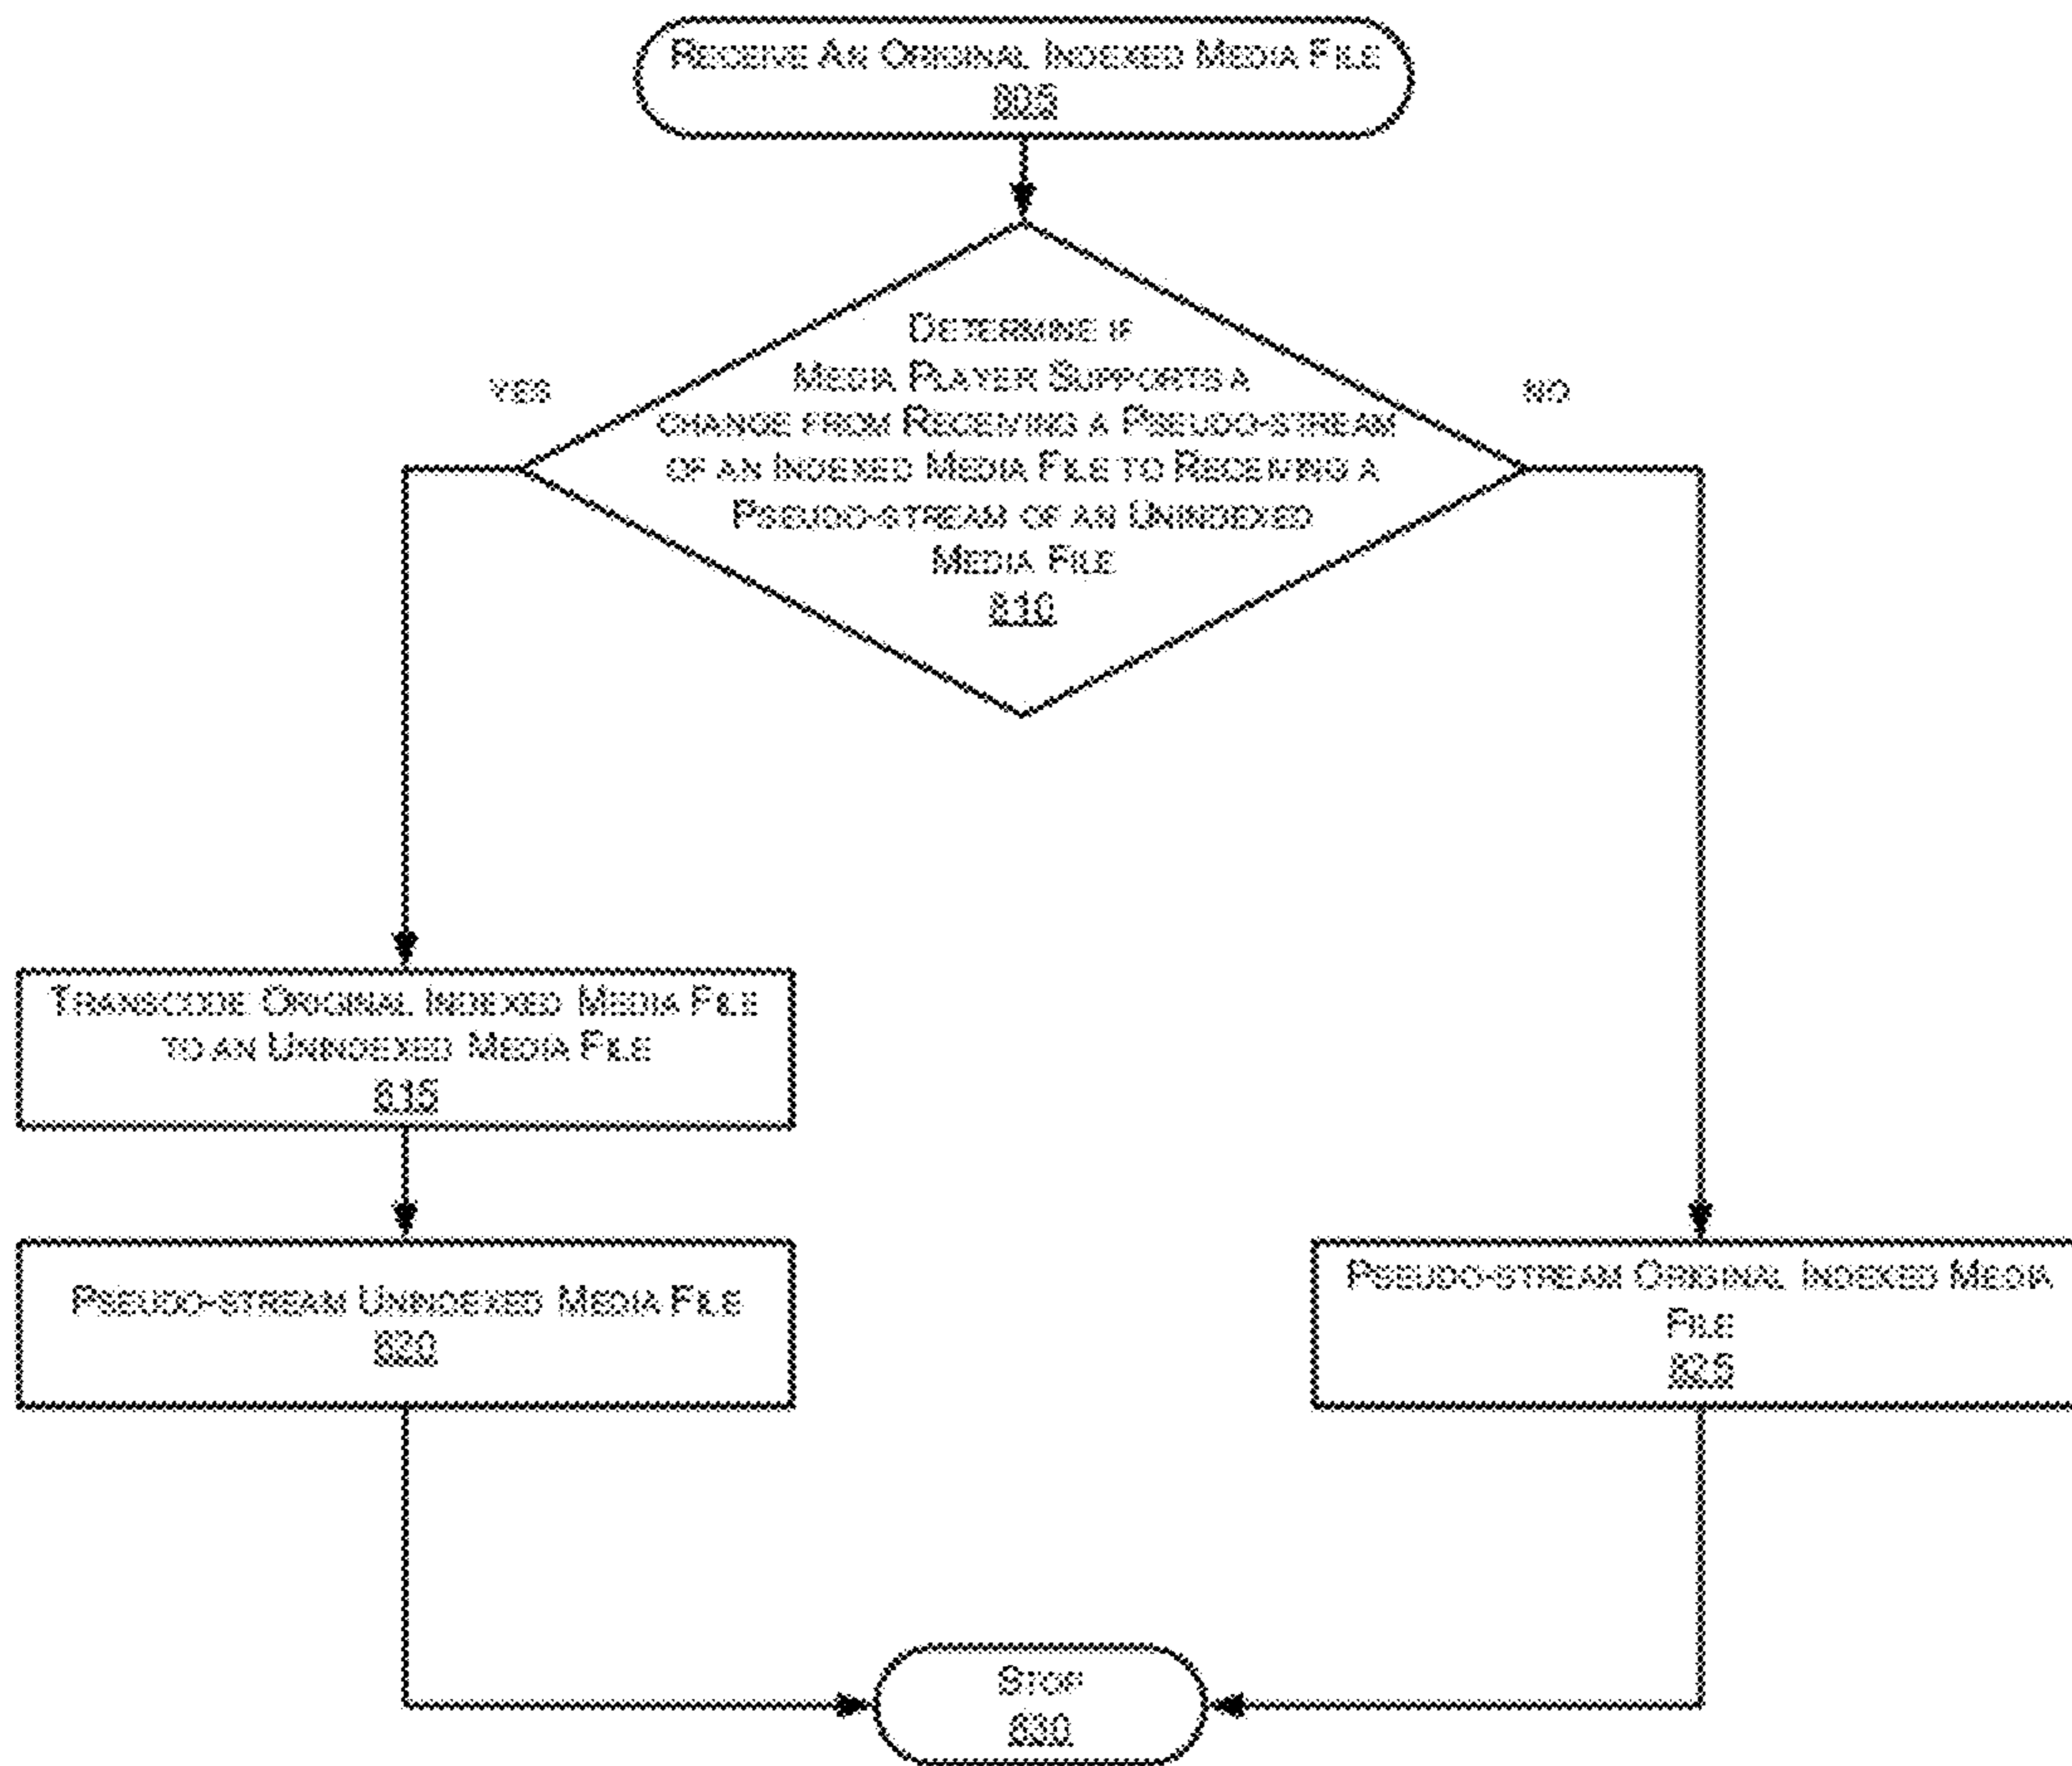 RECEIVE AN ORIGINAL INDEXED MEDIA FILE
805
DETERMINE IF
MEDIA PLAYER SUPPORTS A
CHANGE FROM RECEIVING A PSEUDO-STREAM
OF AN INDEXED MEDIA FILE TO RECEIVING A
PSEUDO-STREAM OF AN UNINDEXED
MEDIA FILE
810
YES
NO
TRANSCODE ORIGINAL INDEXED MEDIA FILE
TO AN UNINDEXED MEDIA FILE
815
PSEUDO-STREAM UNINDEXED MEDIA FILE
820
PSEUDO-STREAM ORIGINAL INDEXED MEDIA
FILE
825
STOP
830